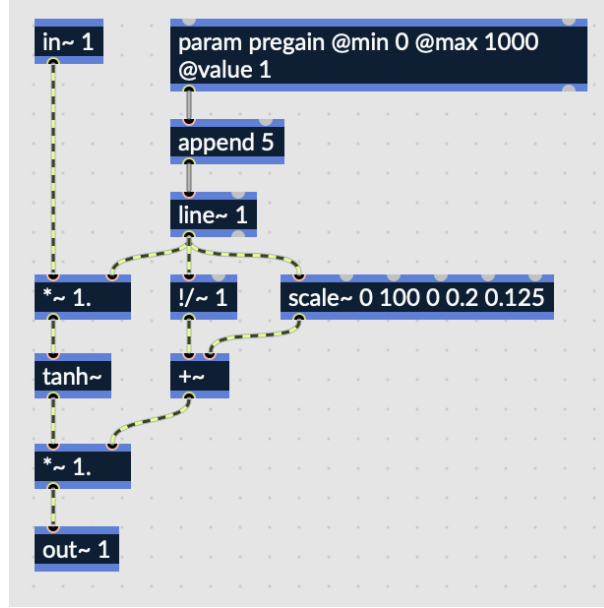 in~ 1
param pregain @min 0 @max 1000
@value 1
append 5
line~ 1
*~ 1.
!/~ 1
scale~ 0 100 0 0.2 0.125
tanh~
+~
*~ 1.
out~ 1